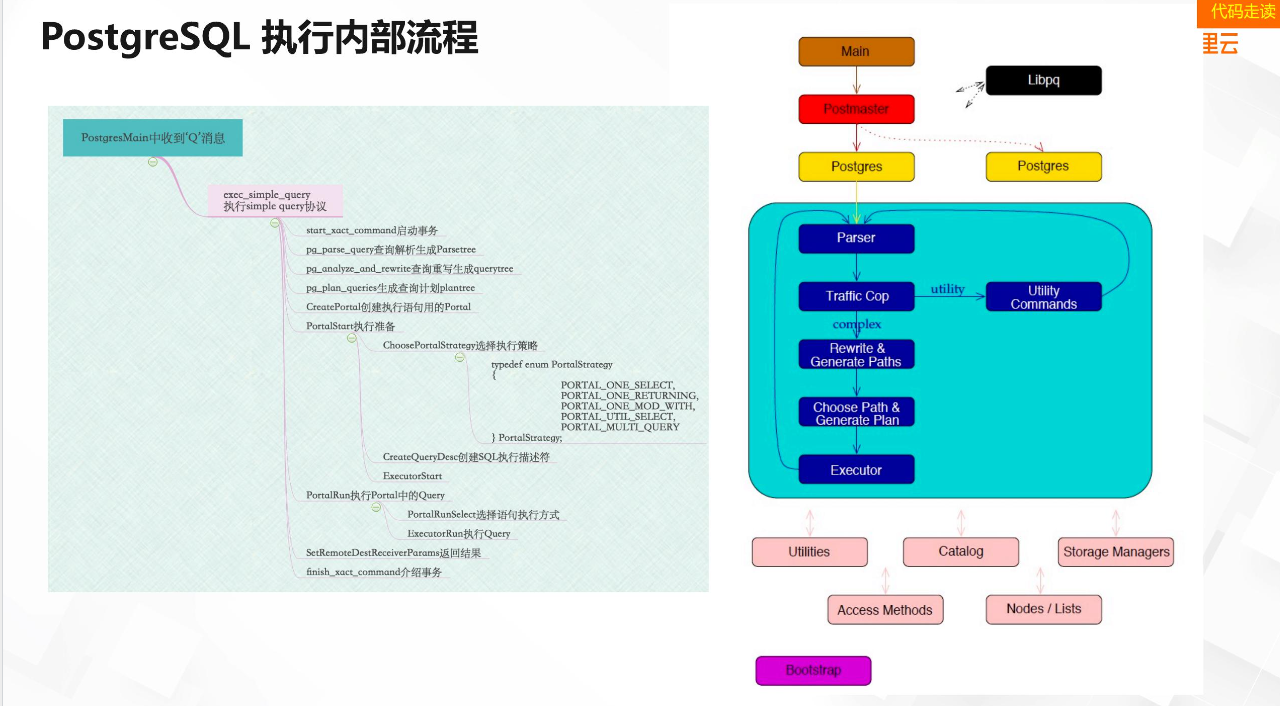 代码走读
PostgreSQL 执行内部流程
里云
PostgresMain中收到‘Q’消息
exec_simple_query
执行simple query协议
start_xact_command启动事务
pg_parse_query查询解析生成Parsetree
pg_analyze_and_rewrite查询重写生成querytree
pg_plan_queries生成查询计划plantree
CreatePortal创建执行语句用的Portal
PortalStart执行准备
ChoosePortalStrategy选择执行策略
typedef enum PortalStrategy
{
PORTAL_ONE_SELECT,
PORTAL_ONE_RETURNING,
PORTAL_ONE_MOD_WITH,
PORTAL_UTIL_SELECT,
PORTAL_MULTI_QUERY
} PortalStrategy;
CreateQueryDesc创建SQL执行描述符
ExecutorStart
PortalRun执行Portal中的Query
PortalRunSelect选择语句执行方式
ExecutorRun执行Query
SetRemoteDestReceiverParams返回结果
finish_xact_command介绍事务
Main
Libpq
Postmaster
Postgres
Postgres
Parser
Traffic Cop
utility
Utility
Commands
complex
Rewrite &
Generate Paths
Choose Path &
Generate Plan
Executor
Utilities
Catalog
Storage Managers
Access Methods
Nodes / Lists
Bootstrap